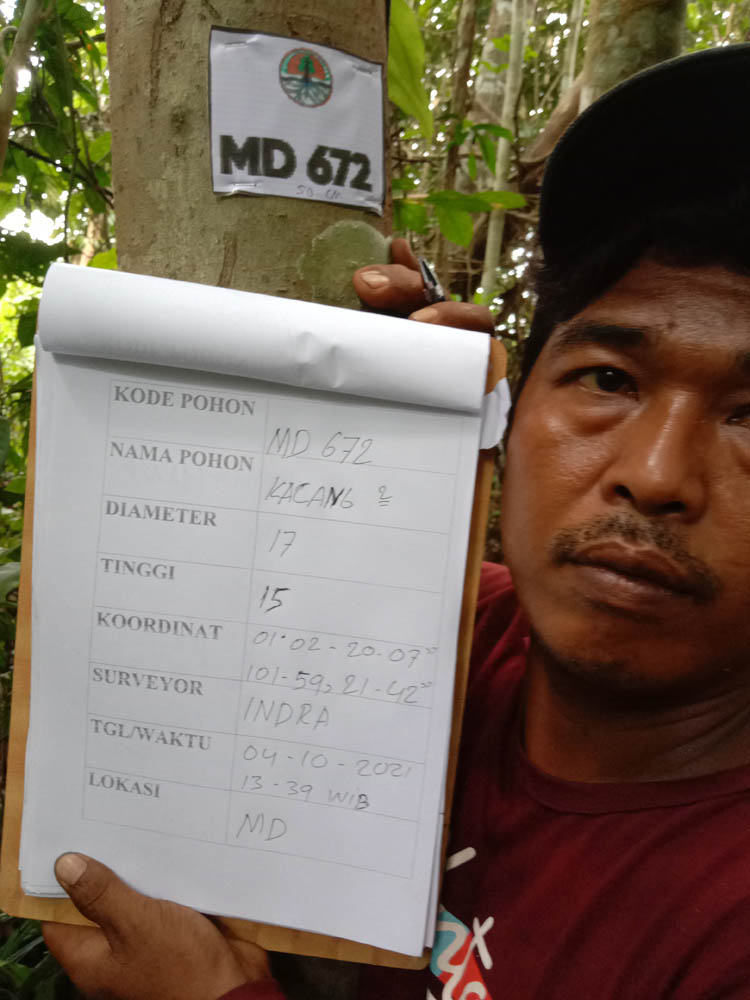 MD 672
50 cm
KODE POHON MD 672
NAMA POHON KACANG 2
DIAMETER 17
TINGGI 15
KOORDINAT 01°02-20-07"
101-59,21-42"
SURVEYOR INDRA
TGL/WAKTU 04-10-2021
13-39 WIB
LOKASI MD